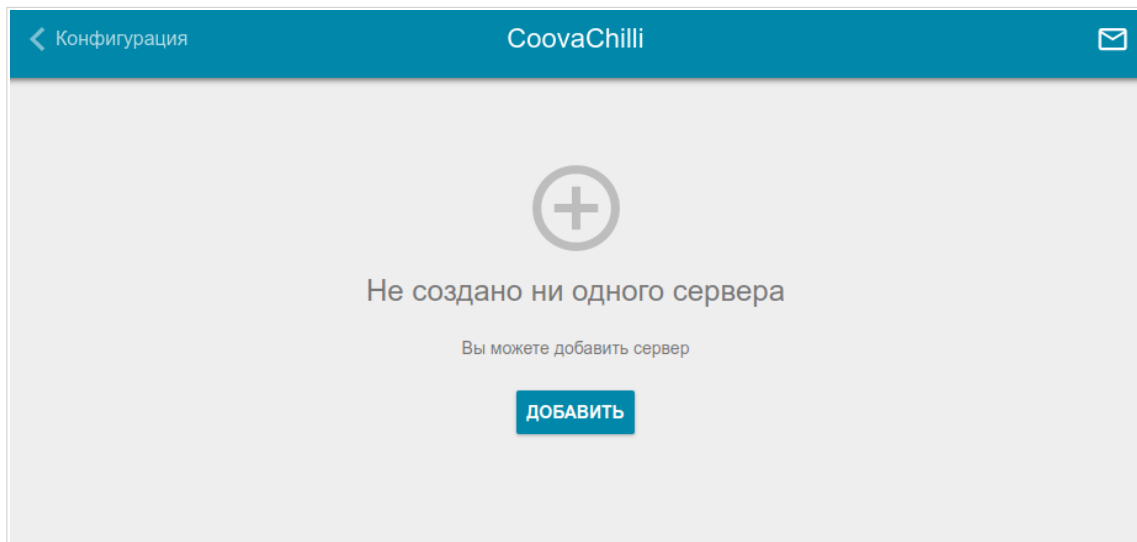 Конфигурация
CoovaChilli
Не создано ни одного сервера
Вы можете добавить сервер
ДОБАВИТЬ